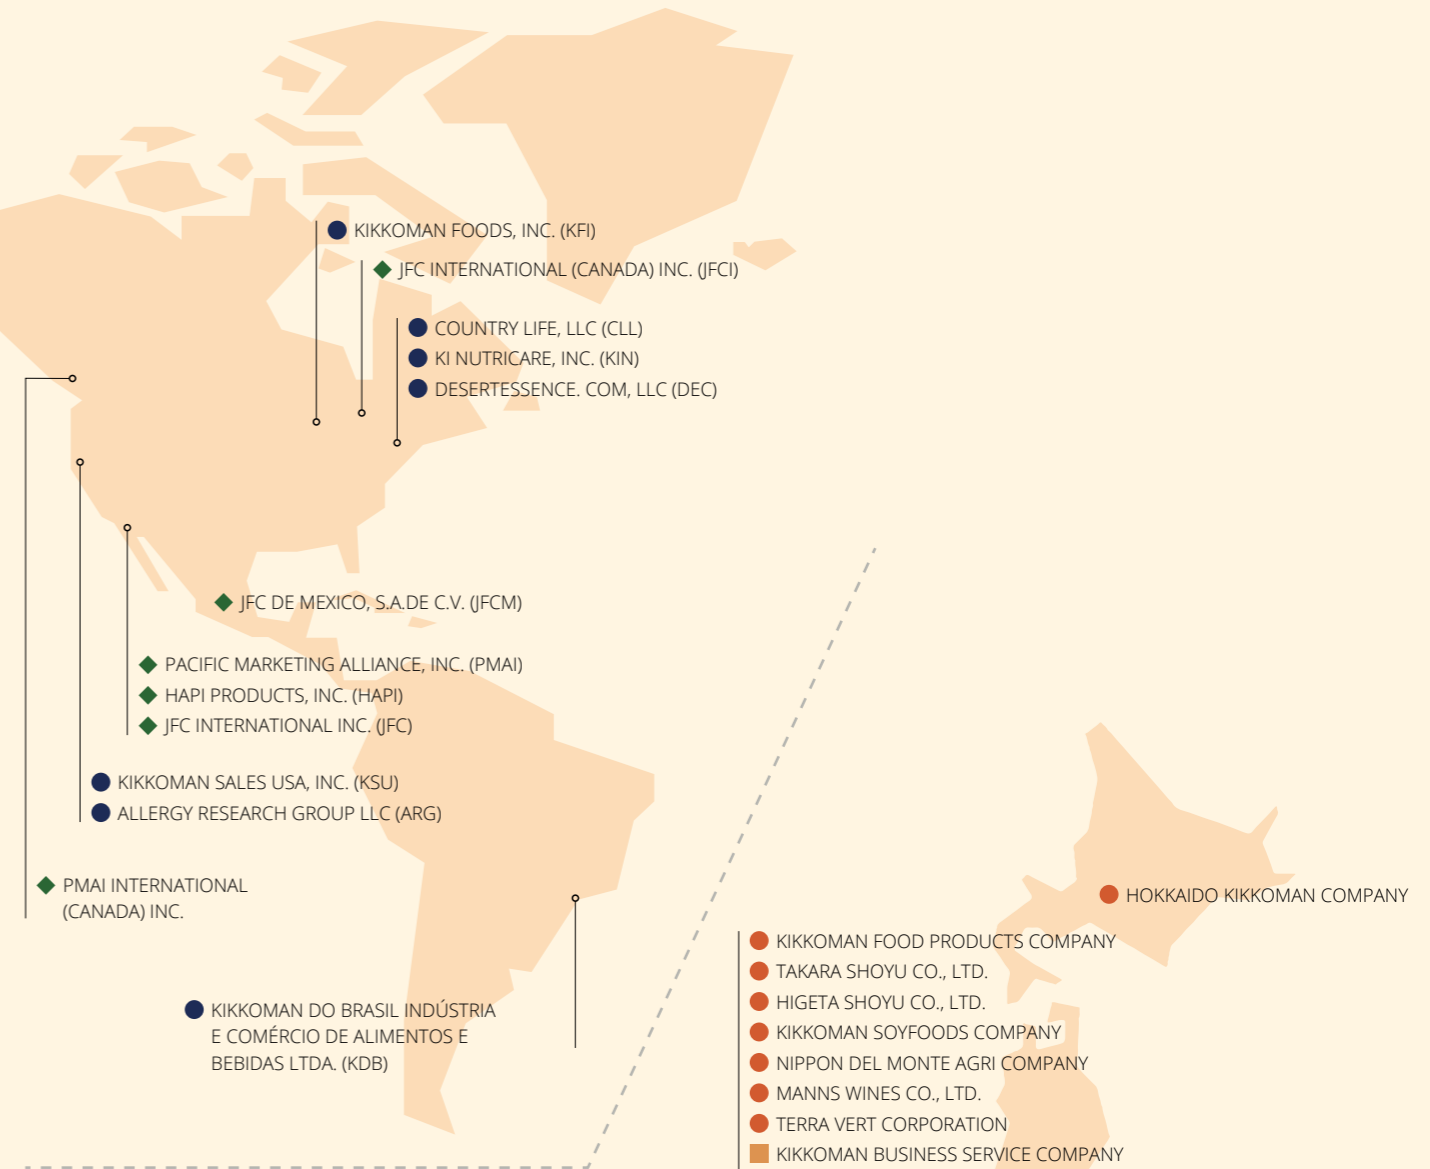 KIKKOMAN FOODS, INC. (KFI)
JFC INTERNATIONAL (CANADA) INC. (JFCI)
COUNTRY LIFE, LLC (CLL)
KI NUTRICARE, INC. (KIN)
DESERTESSENCE. COM, LLC (DEC)
JFC DE MEXICO, S.A.DE C.V. (JFCM)
PACIFIC MARKETING ALLIANCE, INC. (PMAI)
HAPI PRODUCTS, INC. (HAPI)
JFC INTERNATIONAL INC. (JFC)
KIKKOMAN SALES USA, INC. (KSU)
ALLERGY RESEARCH GROUP LLC (ARG)
PMAI INTERNATIONAL
(CANADA) INC.
KIKKOMAN DO BRASIL INDÚSTRIA
E COMÉRCIO DE ALIMENTOS E
BEBIDAS LTDA. (KDB)
HOKKAIDO KIKKOMAN COMPANY
KIKKOMAN FOOD PRODUCTS COMPANY
TAKARA SHOYU CO., LTD.
HIGETA SHOYU CO., LTD.
KIKKOMAN SOYFOODS COMPANY
NIPPON DEL MONTE AGRI COMPANY
MANNS WINES CO., LTD.
TERRA VERT CORPORATION
KIKKOMAN BUSINESS SERVICE COMPANY